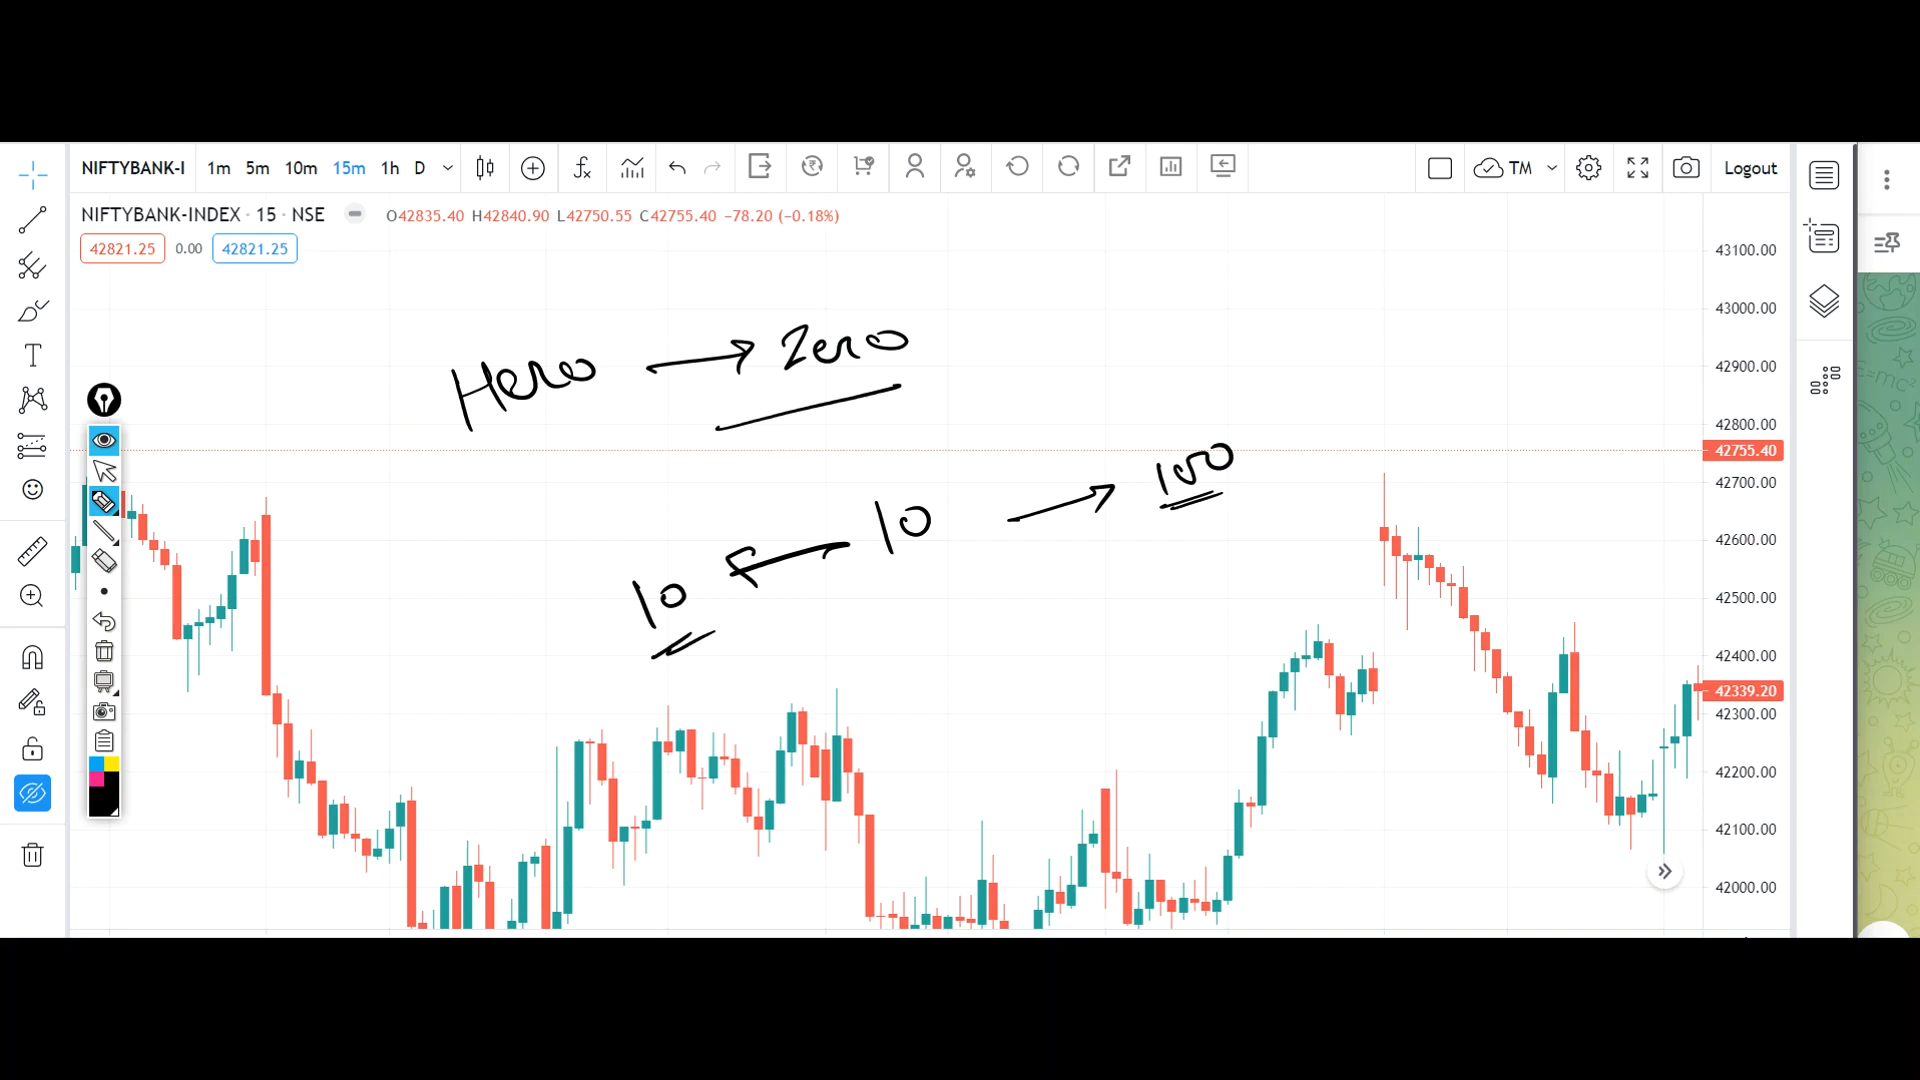 NIFTYBANK-I 1m 5m 10m 15m 1h D TM Logout
NIFTYBANK-INDEX · 15 · NSE O42835.40 H42840.90 L42750.55 C42755.40 −78.20 (−0.18%)
42821.25 0.00 42821.25
43100.00
43000.00
Hero → Zero
42900.00
42800.00
42755.40
10 ← 10 → 100
42700.00
42600.00
42500.00
42400.00
42339.20
42300.00
42200.00
42100.00
42000.00